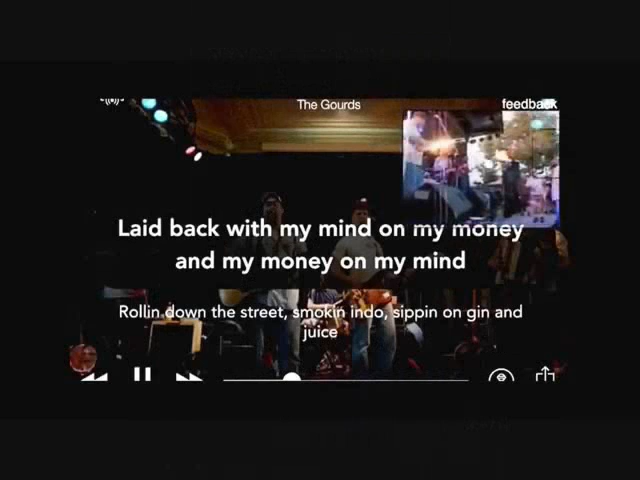 The Gourds
feedback
Laid back with my mind on my money
and my money on my mind
Rollin down the street, smokin indo, sippin on gin and
juice